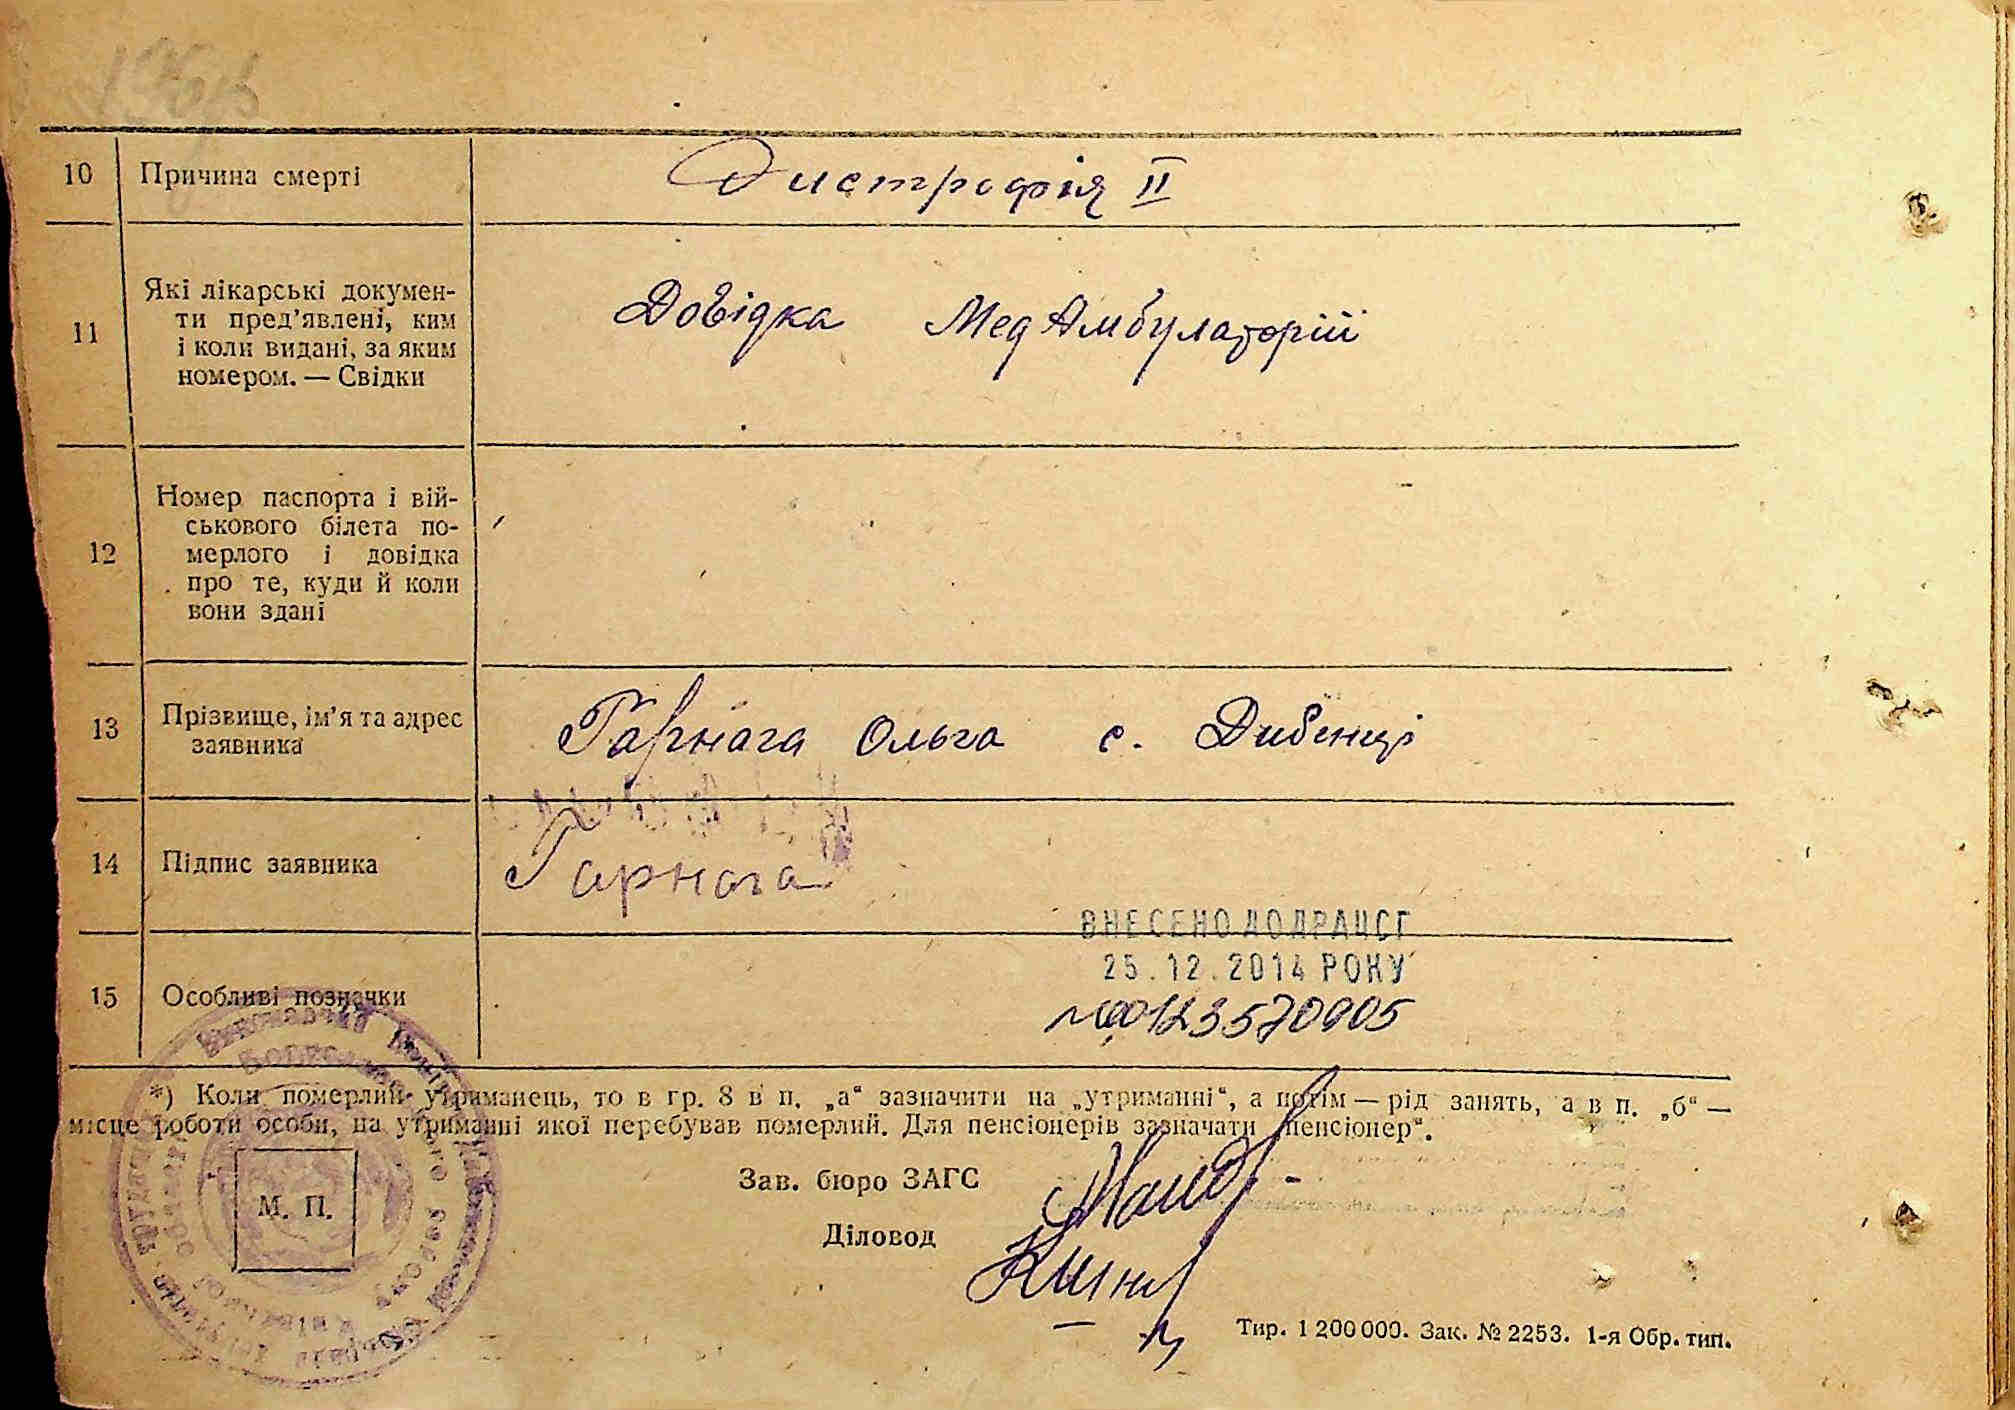 10 Причина смерті Дистрофія II
11 Які лікарські докумен-
ти пред’явлені, ким
і коли видані, за яким
номером. — Свідки
Довідка МедАмбулаторіїї
12 Номер паспорта і вій-
ськового білета по-
мерлого і довідка
про те, куди й коли
вони здані
13 Прізвище, ім’я та адрес
заявника
Гарнага Ольга с. Дибенці
14 Підпис заявника Гарнага
ВНЕСЕНО ДО ДРАЦСГ
25.12.2014 РОКУ
15 Особливі позначки
№00123570905
*) Коли померлий утриманець, то в гр. 8 в п. „а“ зазначити на „утриманні“, а потім — рід занять, а в п. „б“ —
місце роботи особи, на утриманні якої перебував померлий. Для пенсіонерів зазначати „пенсіонер“.
Зав. бюро ЗАГС
М. П.
Діловод
Тир. 1 200 000. Зак. № 2253. 1-я Обр. тип.